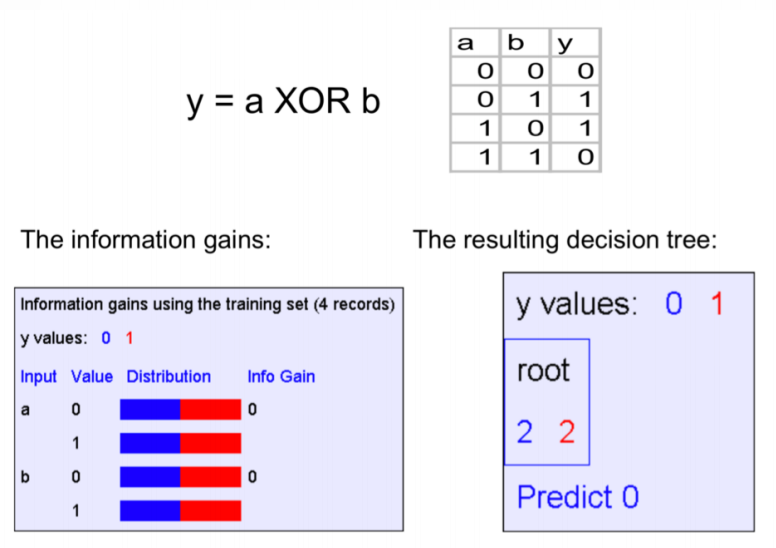 y = a XOR b
a b y
0 0 0
0 1 1
1 0 1
1 1 0
The information gains:
Information gains using the training set (4 records)
y values: 0 1
Input Value Distribution Info Gain
a 0 0
1
b 0 0
1
The resulting decision tree:
y values: 0 1
root
2 2
Predict 0